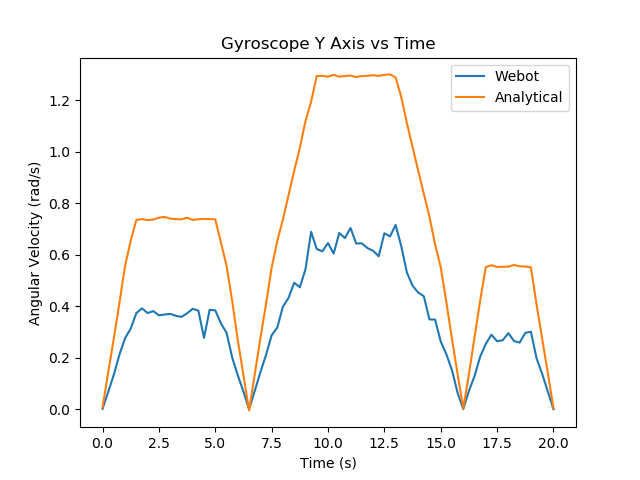 Gyroscope Y Axis vs Time
Webot
Analytical
Angular Velocity (rad/s)
1.2
1.0
0.8
0.6
0.4
0.2
0.0
0.0 2.5 5.0 7.5 10.0 12.5 15.0 17.5 20.0
Time (s)